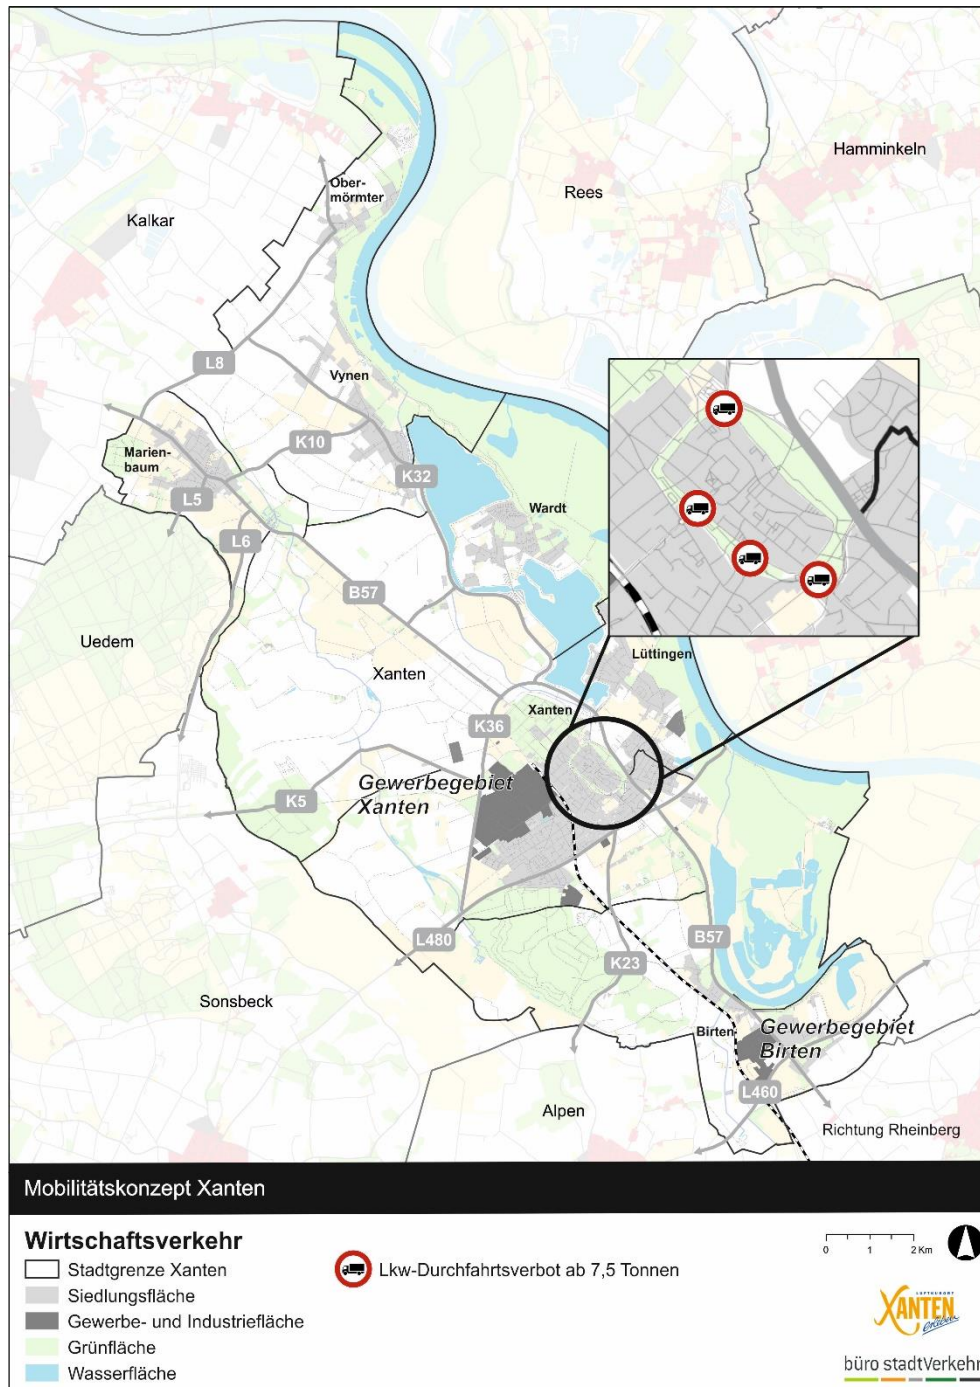 Hamminkeln
Rees
Ober-
mörmter
Kalkar
L8
Vynen
K10
Marien-
baum
K32
L5
Wardt
L6
B57
Uedem
Lüttingen
Xanten
Xanten
K36
Gewerbegebiet
Xanten
K5
L480
B57
K23
Sonsbeck
Birten
Gewerbegebiet
Birten
L460
Alpen
Richtung Rheinberg
Mobilitätskonzept Xanten
Wirtschaftsverkehr
Stadtgrenze Xanten
Siedlungsfläche
Gewerbe- und Industriefläche
Grünfläche
Wasserfläche
Lkw-Durchfahrtsverbot ab 7,5 Tonnen
0 1 2 Km
LUFTKURORT
XANTEN
erleben
büro stadtVerkehr